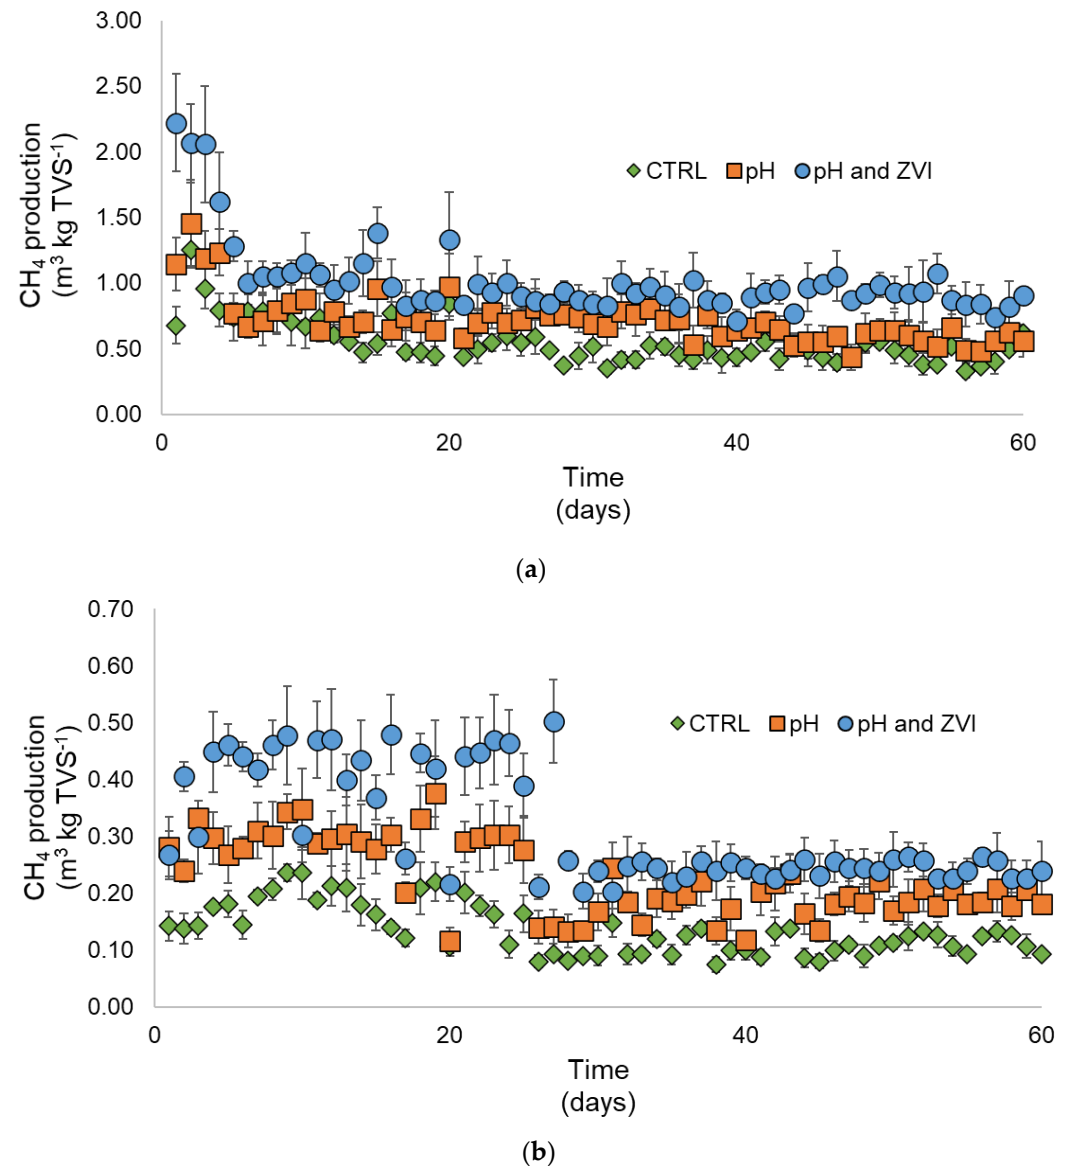 3.00
2.50
2.00
1.50
1.00
0.50
0.00
CH₄ production
(m³ kg TVS⁻¹)
CTRL pH pH and ZVI
0 20 40 60
Time
(days)
(a)
0.70
0.60
0.50
0.40
0.30
0.20
0.10
0.00
CH₄ production
(m³ kg TVS⁻¹)
CTRL pH pH and ZVI
0 20 40 60
Time
(days)
(b)